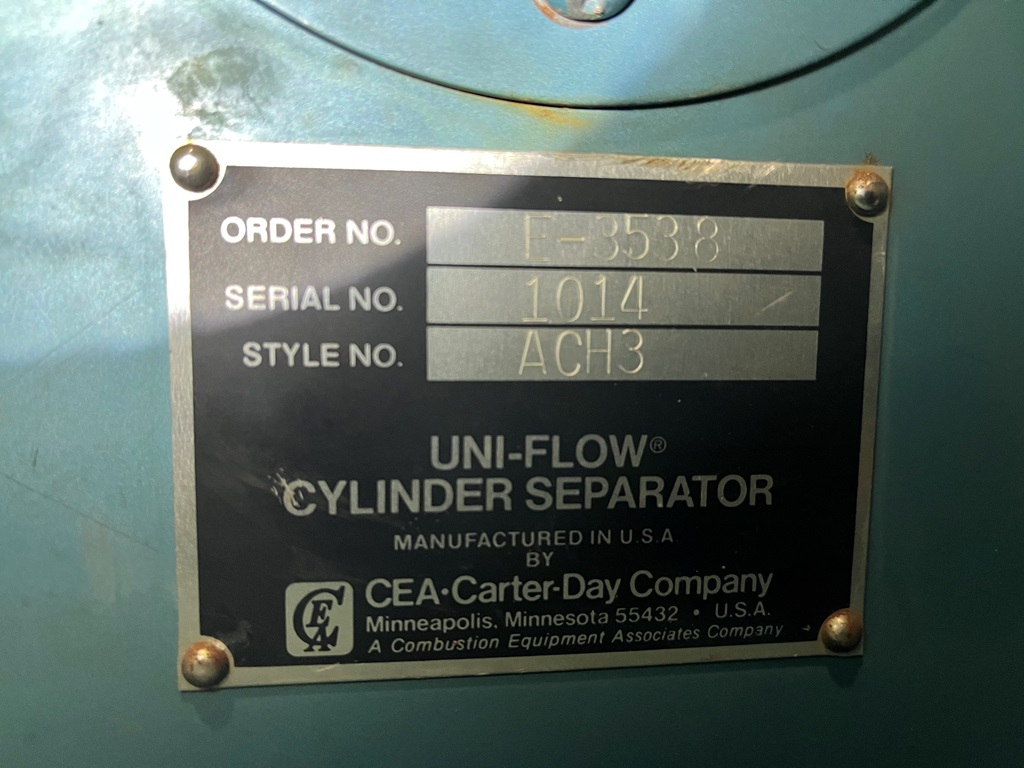 ORDER NO. E-3538
SERIAL NO. 1014
STYLE NO. ACH3
UNI-FLOW®
CYLINDER SEPARATOR
MANUFACTURED IN U.S.A.
BY
CEA
CEA·Carter-Day Company
Minneapolis, Minnesota 55432 • U.S.A.
A Combustion Equipment Associates Company